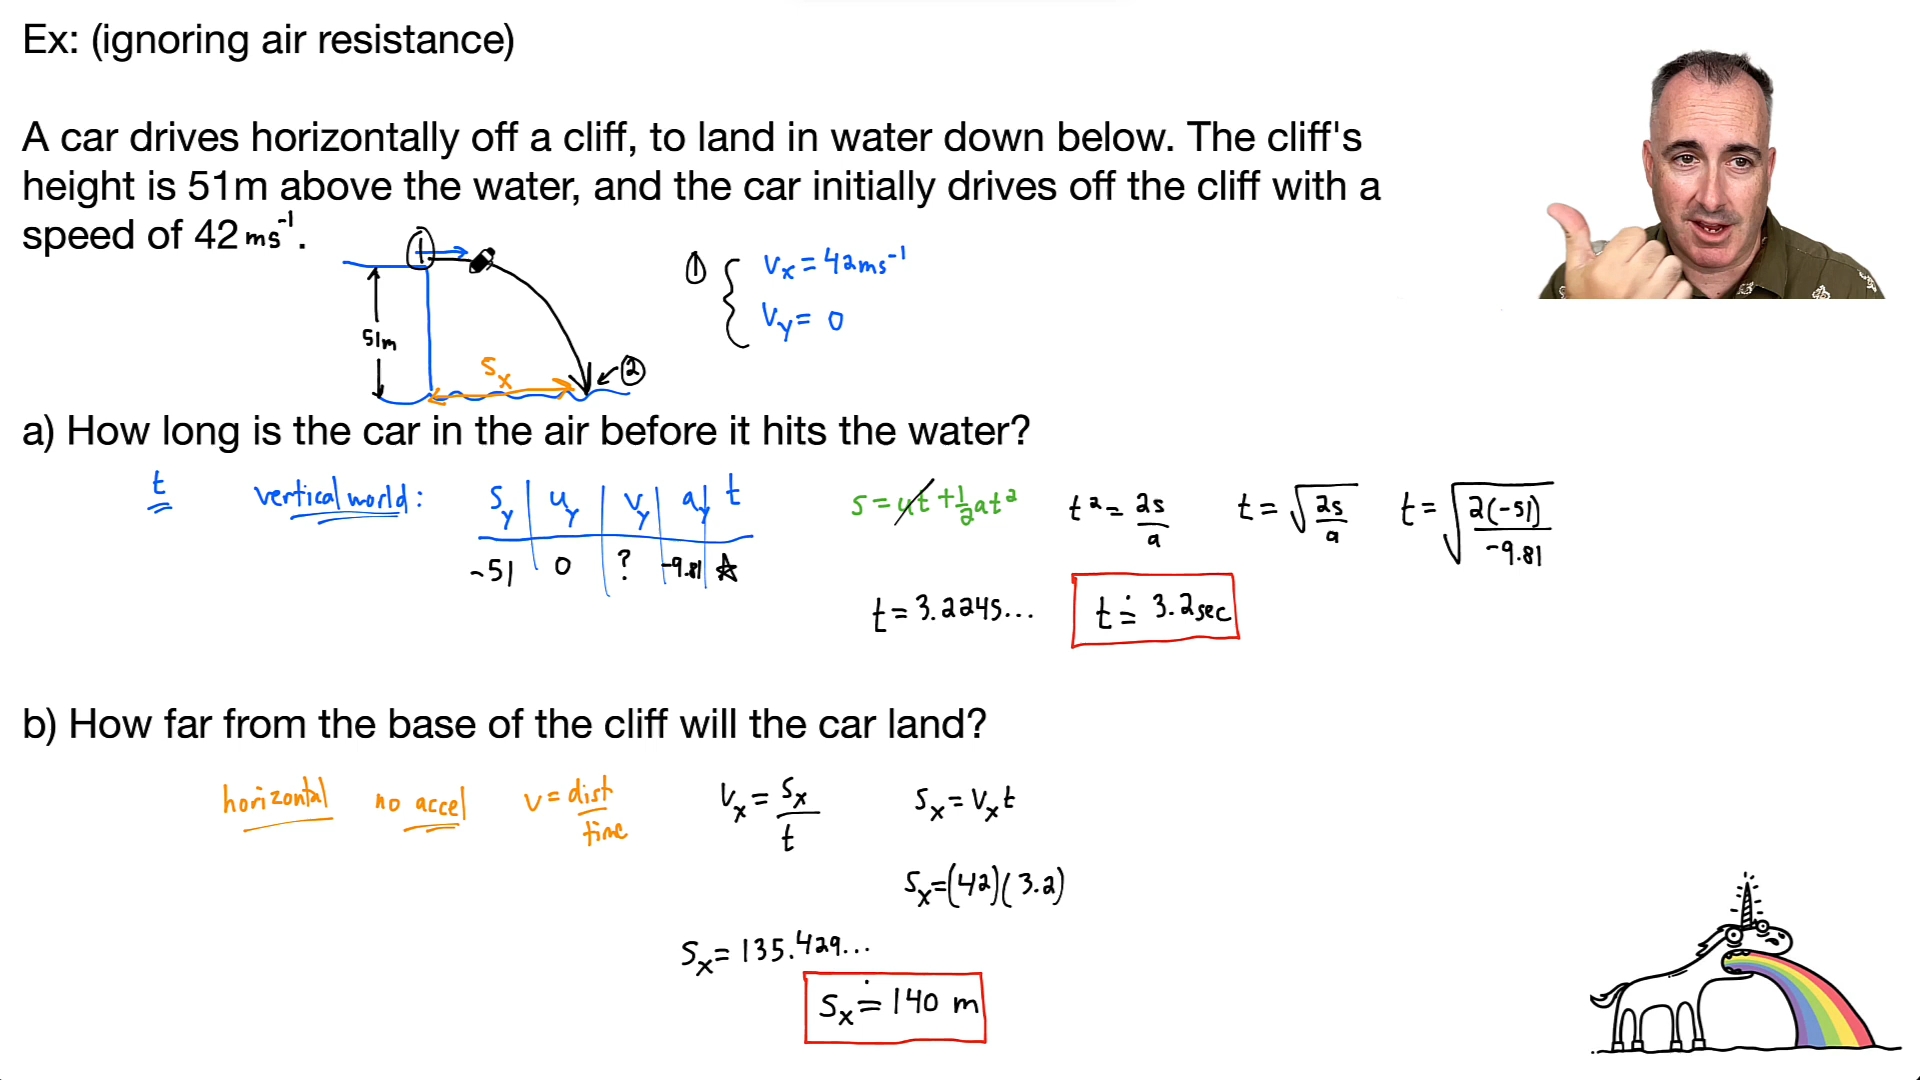 Ex: (ignoring air resistance)
A car drives horizontally off a cliff, to land in water down below. The cliff's
height is 51m above the water, and the car initially drives off the cliff with a
speed of 42 ms⁻¹.
①
① { Vx = 42ms⁻¹
Vy = 0
51m
Sx
②
a) How long is the car in the air before it hits the water?
t vertical world: Sy | uy | vy | ay | t
-51 | 0 | ? | -9.81 | ☆
s = ut + ½at² t² = 2s/a t = √(2s/a) t = √(2(-51)/-9.81)
t = 3.2245... t ≐ 3.2sec
b) How far from the base of the cliff will the car land?
horizontal no accel v = dist/time Vx = Sx/t Sx = Vxt
Sx = (42)(3.2)
Sx = 135.429...
Sx ≐ 140 m